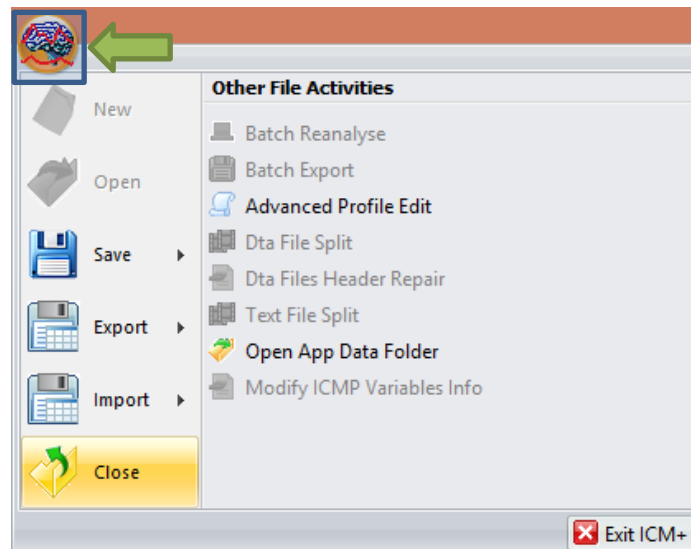 New
Open
Save
Export
Import
Close
Other File Activities
Batch Reanalyse
Batch Export
Advanced Profile Edit
Dta File Split
Dta Files Header Repair
Text File Split
Open App Data Folder
Modify ICMP Variables Info
Exit ICM+